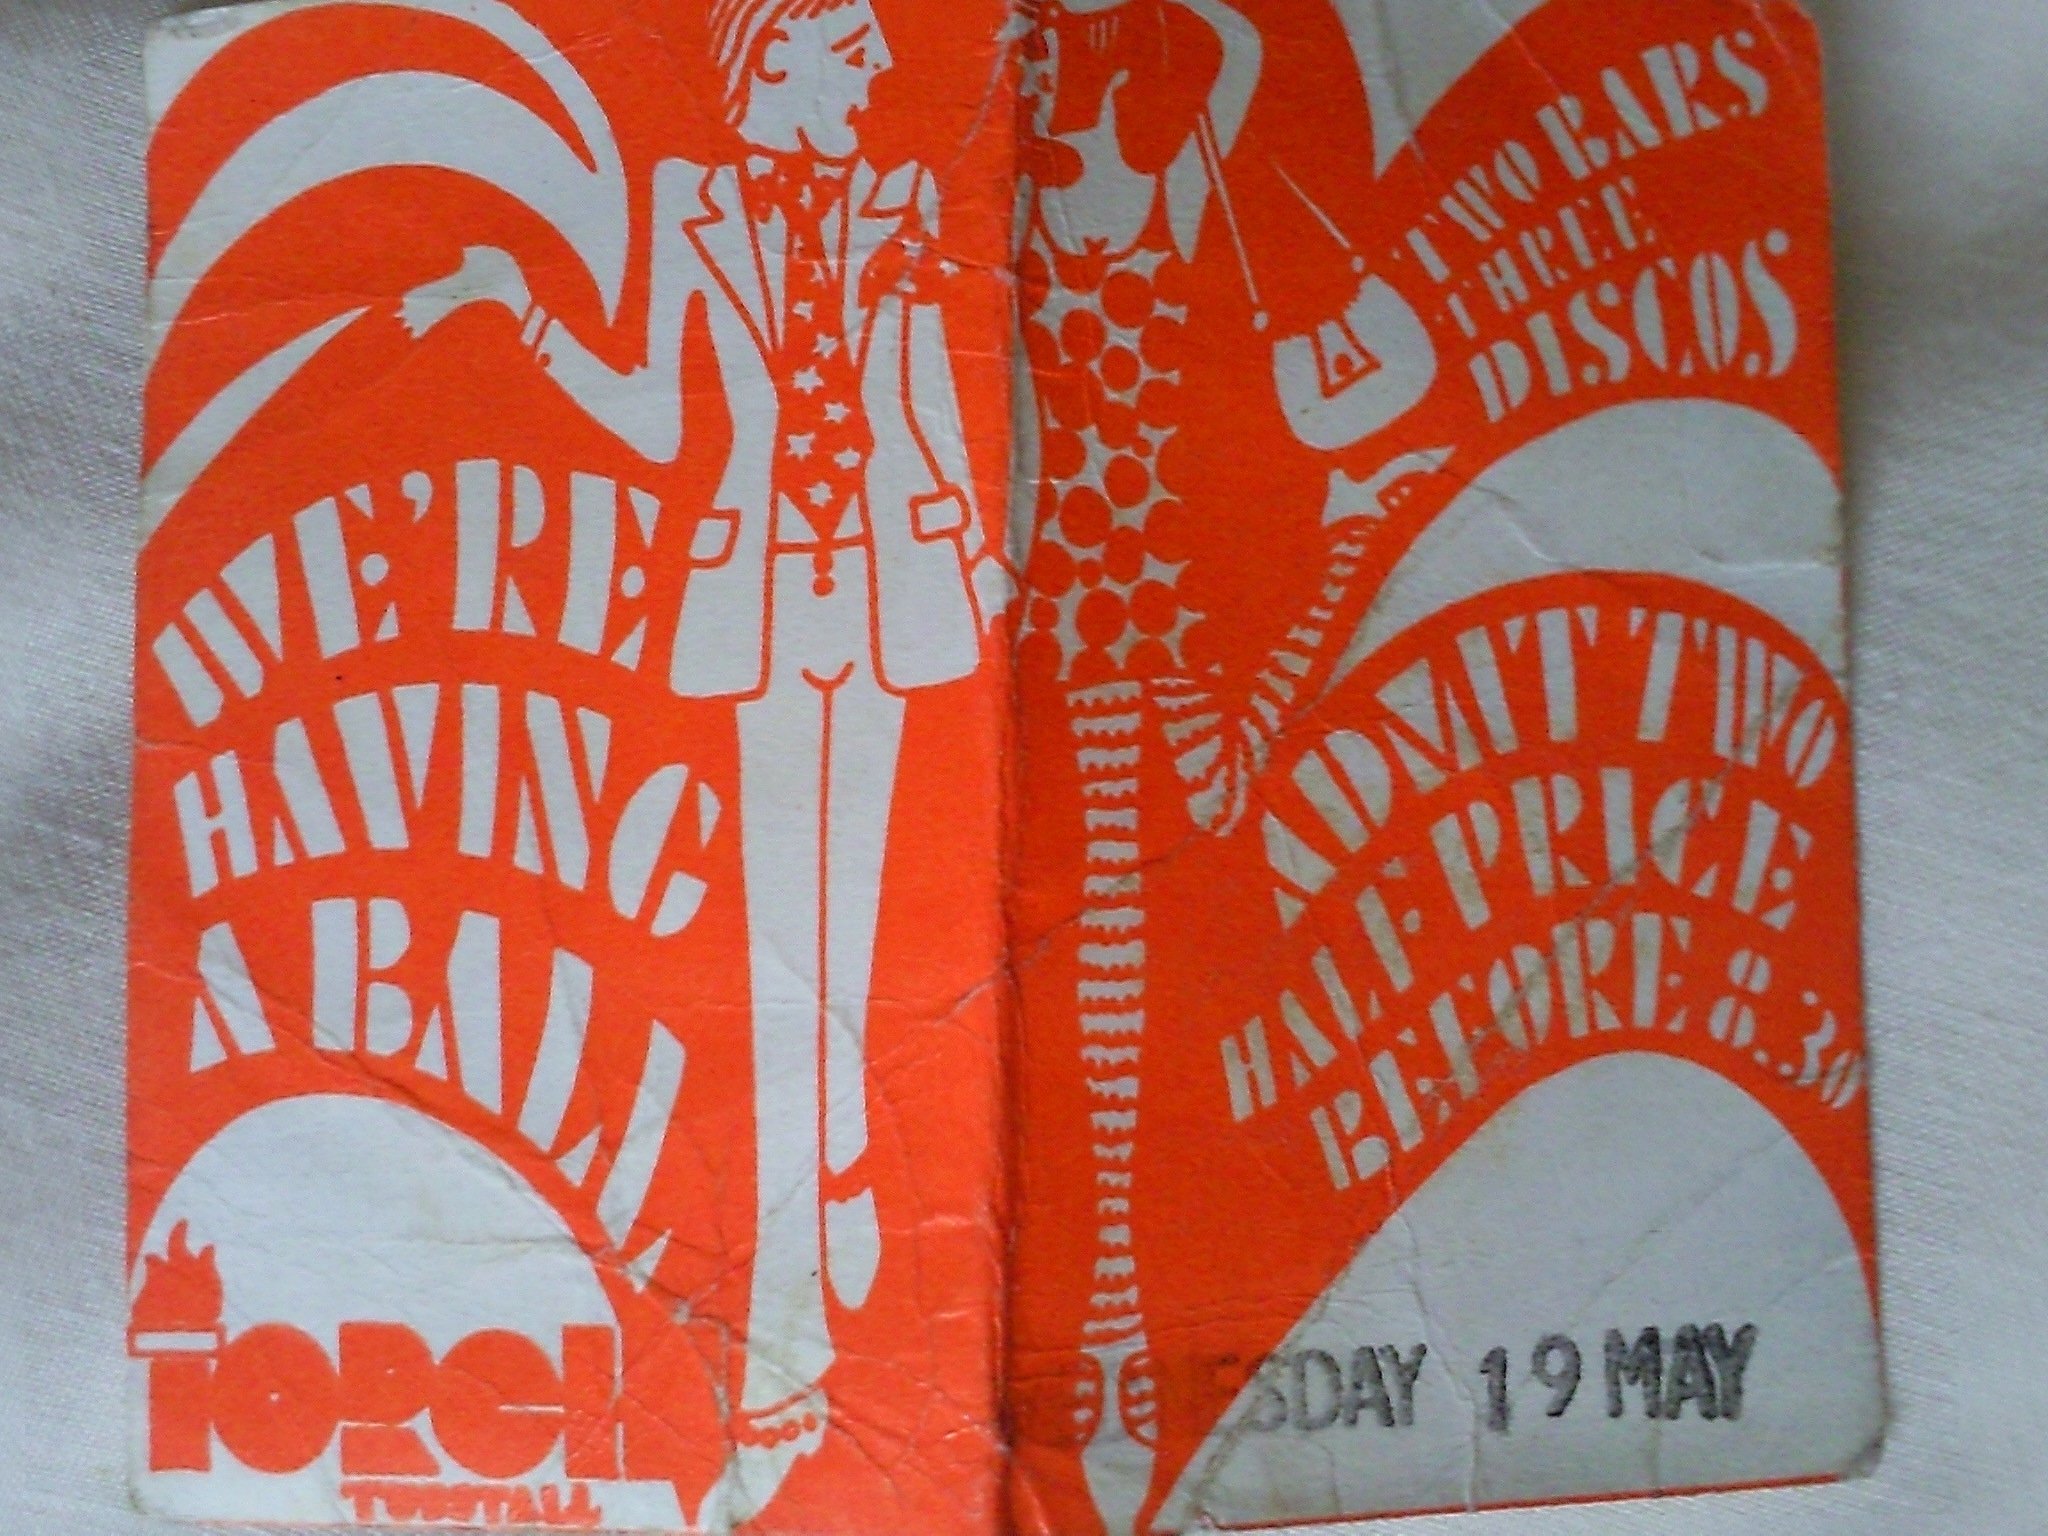 WE'RE
HAVING
A BALL
TORCH
TUNSTALL
TWO BARS
THREE
DISCOS
ADMIT TWO
HALF PRICE
BEFORE 8.30
ESDAY 19 MAY